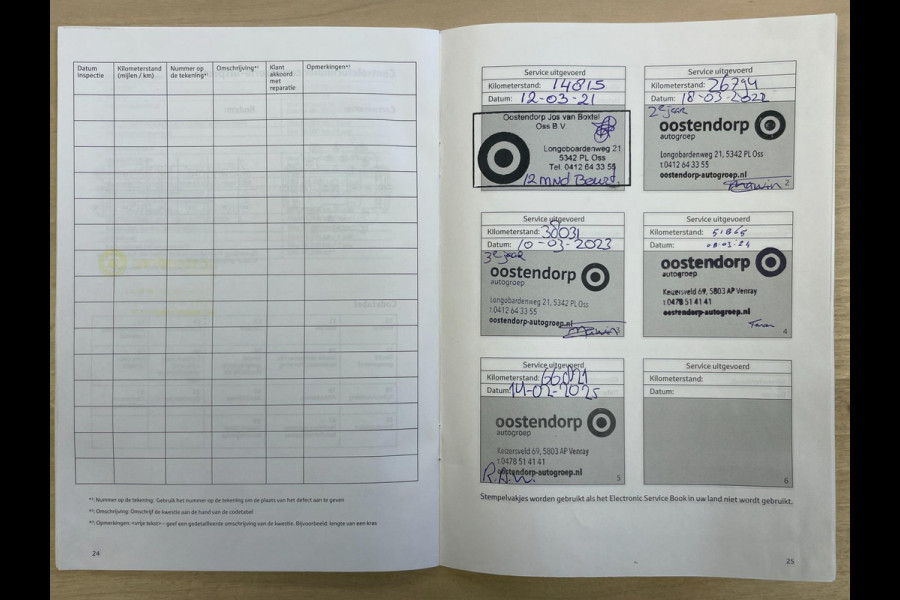 Datum inspectie
Kilometerstand (mijlen / km)
Nummer op de tekening*¹
Omschrijving*²
Klant akkoord met reparatie
Opmerkingen*³
*¹: Nummer op de tekening: Gebruik het nummer op de tekening om de plaats van het defect aan te geven
*²: Omschrijving: Omschrijf de kwestie aan de hand van de codetabel
*³: Opmerkingen: <vrije tekst> – geef een gedetailleerde omschrijving van de kwestie. Bijvoorbeeld: lengte van een kras
24
Service uitgevoerd
Kilometerstand: 14815
Datum: 12-03-21
Oostendorp Jos van Boxtel
Oss B.V.
Longobardenweg 21
5342 PL Oss
Tel. 0412 64 33 55
12 mnd Beurt.
Service uitgevoerd
Kilometerstand: 26794
Datum: 18-03-2022
2e jaar
oostendorp
autogroep
Longobardenweg 21, 5342 PL Oss
t 0412 64 33 55
oostendorp-autogroep.nl
2
Service uitgevoerd
Kilometerstand: 38031
Datum: 10-03-2023
3e jaar
oostendorp
autogroep
Longobardenweg 21, 5342 PL Oss
t 0412 64 33 55
oostendorp-autogroep.nl
3
Service uitgevoerd
Kilometerstand: 51865
Datum: 08-03-24
oostendorp
autogroep
Keizersveld 69, 5803 AP Venray
t 0478 51 41 41
oostendorp-autogroep.nl
4
Service uitgevoerd
Kilometerstand: 66021
Datum: 14-02-2025
oostendorp
autogroep
Keizersveld 69, 5803 AP Venray
t 0478 51 41 41
oostendorp-autogroep.nl
5
Service uitgevoerd
Kilometerstand:
Datum:
6
Stempelvakjes worden gebruikt als het Electronic Service Book in uw land niet wordt gebruikt.
25